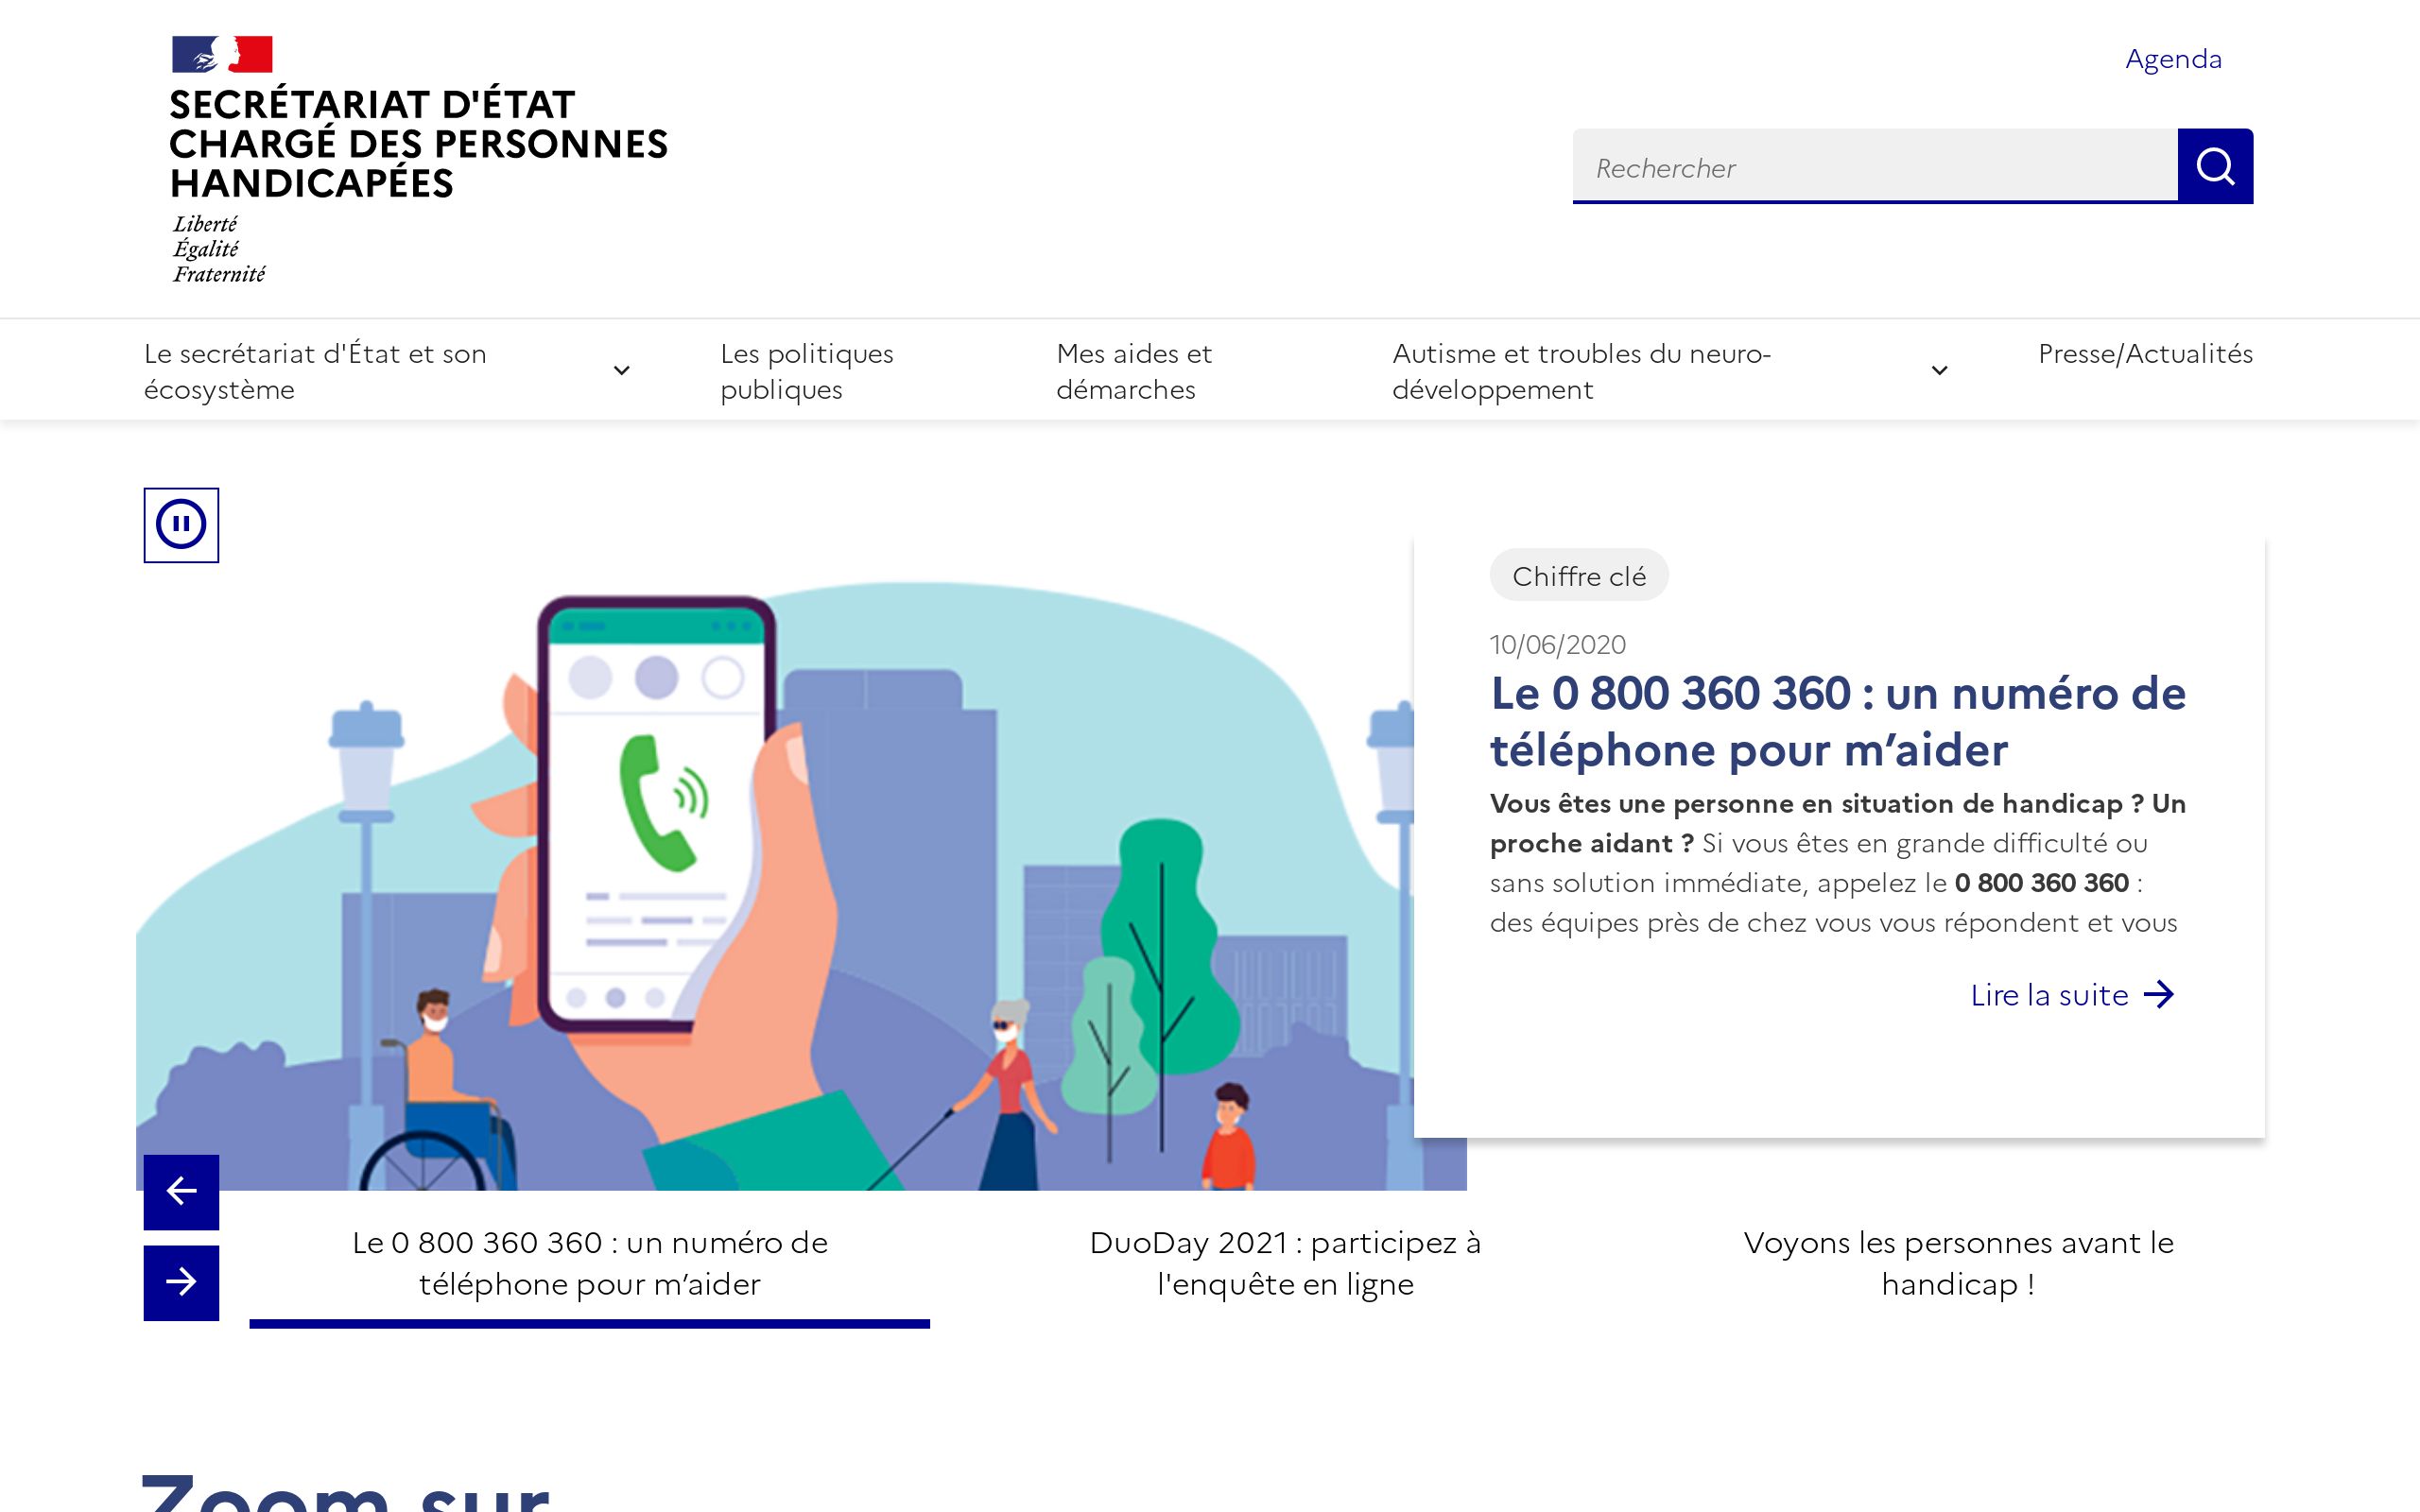 SECRÉTARIAT D'ÉTAT
CHARGÉ DES PERSONNES
HANDICAPÉES
Liberté
Égalité
Fraternité
Agenda
Rechercher
Le secrétariat d'État et son
écosystème
Les politiques
publiques
Mes aides et
démarches
Autisme et troubles du neuro-
développement
Presse/Actualités
Chiffre clé
10/06/2020
Le 0 800 360 360 : un numéro de
téléphone pour m’aider
Vous êtes une personne en situation de handicap ? Un
proche aidant ? Si vous êtes en grande difficulté ou
sans solution immédiate, appelez le 0 800 360 360 :
des équipes près de chez vous vous répondent et vous
Lire la suite
Le 0 800 360 360 : un numéro de
téléphone pour m’aider
DuoDay 2021 : participez à
l'enquête en ligne
Voyons les personnes avant le
handicap !
Zoom sur